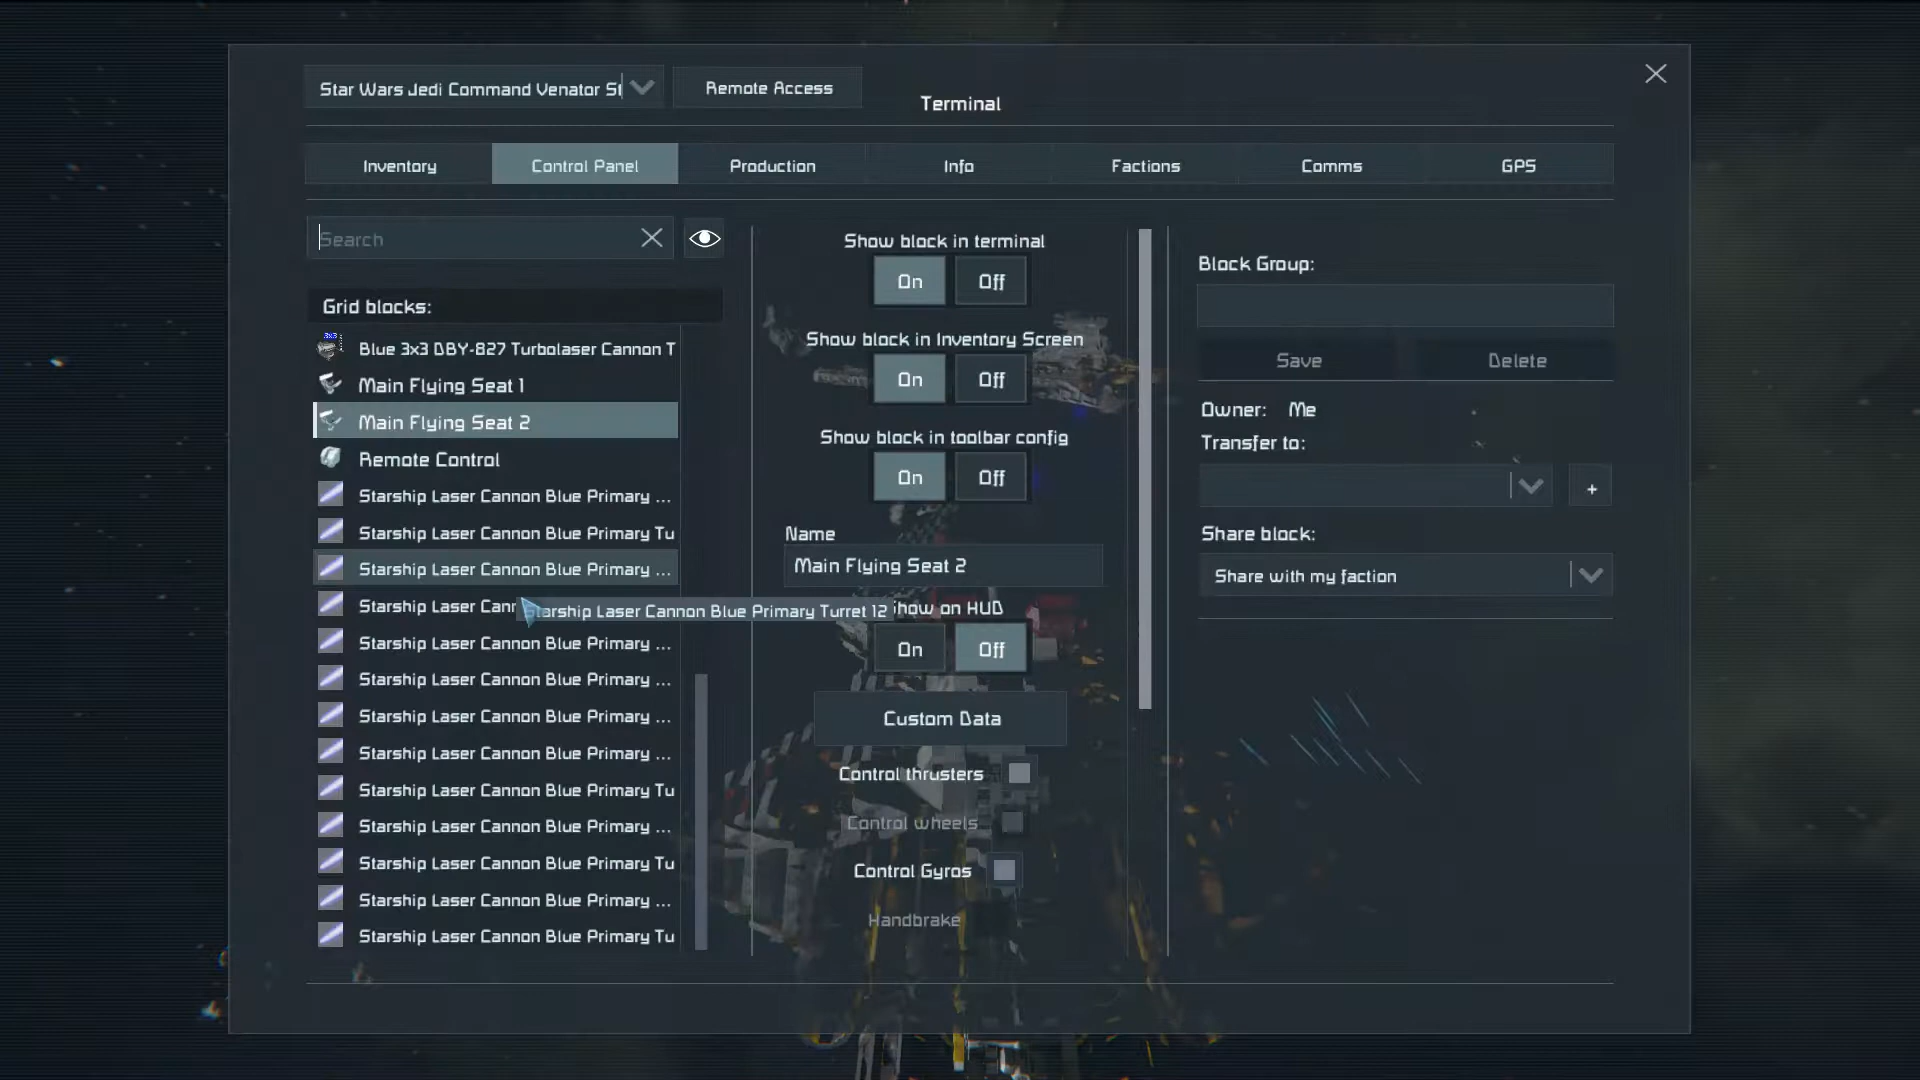 Star Wars Jedi Command Venator St
Remote Access
Terminal
Inventory
Control Panel
Production
Info
Factions
Comms
GPS
Search
Grid blocks:
3x3
Blue 3x3 DBY-827 Turbolaser Cannon T
Main Flying Seat 1
Main Flying Seat 2
Remote Control
Starship Laser Cannon Blue Primary ...
Starship Laser Cannon Blue Primary Tu
Starship Laser Cannon Blue Primary ...
Starship Laser Cann
Starship Laser Cannon Blue Primary Turret 12
Starship Laser Cannon Blue Primary ...
Starship Laser Cannon Blue Primary ...
Starship Laser Cannon Blue Primary ...
Starship Laser Cannon Blue Primary ...
Starship Laser Cannon Blue Primary Tu
Starship Laser Cannon Blue Primary ...
Starship Laser Cannon Blue Primary Tu
Starship Laser Cannon Blue Primary ...
Starship Laser Cannon Blue Primary Tu
Show block in terminal
On
Off
Show block in Inventory Screen
On
Off
Show block in toolbar config
On
Off
Name
Main Flying Seat 2
Show on HUD
On
Off
Custom Data
Control thrusters
Control wheels
Control Gyros
Handbrake
Block Group:
Save
Delete
Owner: Me
Transfer to:
+
Share block:
Share with my faction